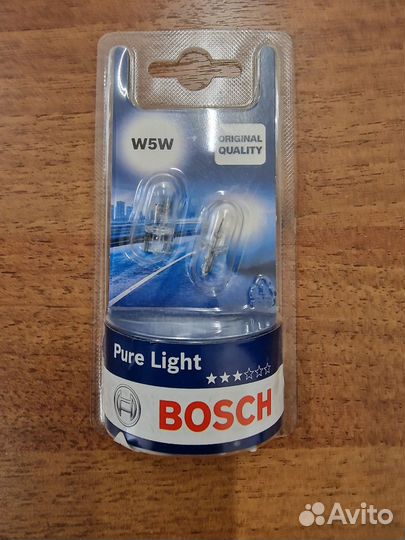 W5W
ORIGINAL
QUALITY
Pure Light
BOSCH
Avito